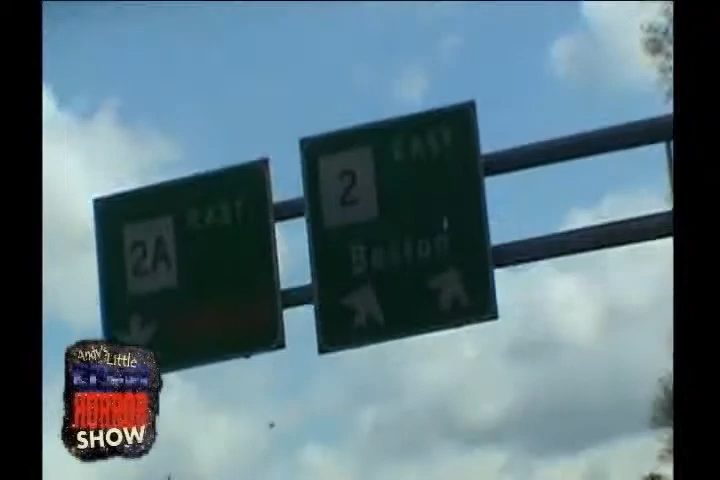 2A EAST
2 EAST
Boston
Andy's Little
HORROR
SHOW